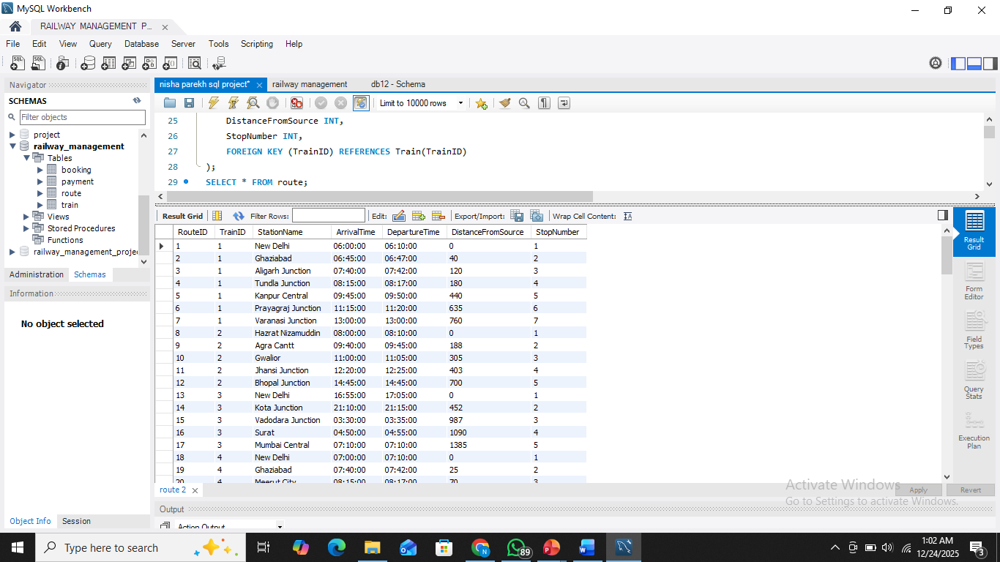 MySQL Workbench
RAILWAY MANAGEMENT P...
File Edit View Query Database Server Tools Scripting Help
Navigator
SCHEMAS
Filter objects
project
railway_management
Tables
booking
payment
route
train
Views
Stored Procedures
Functions
railway_management_proje
Administration Schemas
Information
No object selected
Object Info Session
nisha parekh sql project* railway management db12 - Schema
Limit to 10000 rows
25 DistanceFromSource INT,
26 StopNumber INT,
27 FOREIGN KEY (TrainID) REFERENCES Train(TrainID)
28 );
29 SELECT * FROM route;
Result Grid Filter Rows: Edit: Export/Import: Wrap Cell Content:
RouteID TrainID StationName ArrivalTime DepartureTime DistanceFromSource StopNumber
1 1 New Delhi 06:00:00 06:10:00 0 1
2 1 Ghaziabad 06:45:00 06:47:00 40 2
3 1 Aligarh Junction 07:40:00 07:42:00 120 3
4 1 Tundla Junction 08:15:00 08:17:00 180 4
5 1 Kanpur Central 09:45:00 09:50:00 440 5
6 1 Prayagraj Junction 11:15:00 11:20:00 635 6
7 1 Varanasi Junction 13:00:00 13:00:00 760 7
8 2 Hazrat Nizamuddin 08:00:00 08:10:00 0 1
9 2 Agra Cantt 09:40:00 09:45:00 188 2
10 2 Gwalior 11:00:00 11:05:00 305 3
11 2 Jhansi Junction 12:20:00 12:25:00 403 4
12 2 Bhopal Junction 14:45:00 14:45:00 700 5
13 3 New Delhi 16:55:00 17:05:00 0 1
14 3 Kota Junction 21:10:00 21:15:00 452 2
15 3 Vadodara Junction 03:30:00 03:35:00 987 3
16 3 Surat 04:50:00 04:55:00 1090 4
17 3 Mumbai Central 07:10:00 07:10:00 1385 5
18 4 New Delhi 07:00:00 07:10:00 0 1
19 4 Ghaziabad 07:40:00 07:42:00 25 2
20 4 Meerut City 08:15:00 08:17:00 70 3
Result
Grid
Form
Editor
Field
Types
Query
Stats
Execution
Plan
route 2
Apply Revert
Activate Windows
Go to Settings to activate Windows.
Output
Action Output
Type here to search
89
1:02 AM
12/24/2025
3